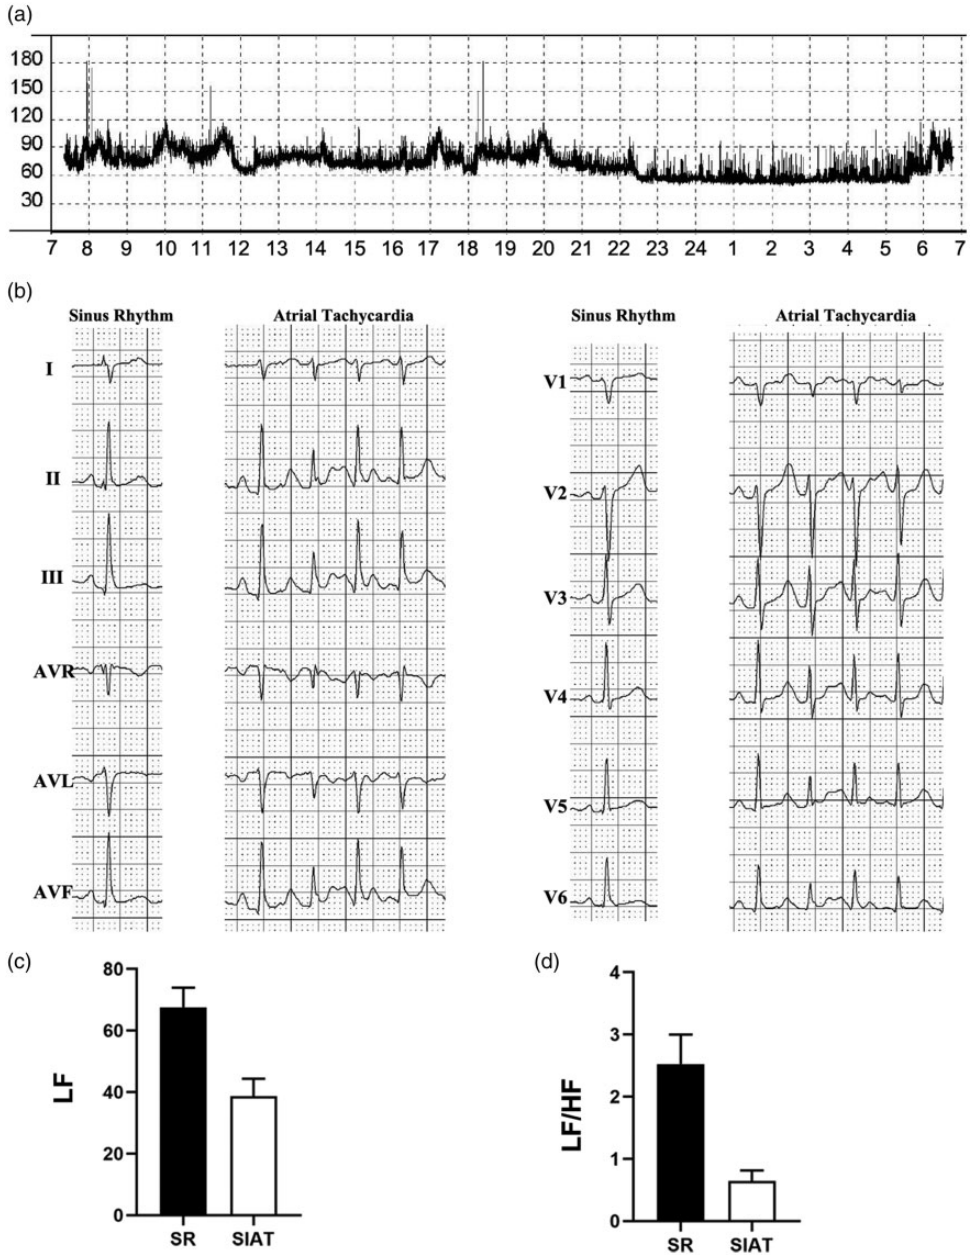 (a)
180
150
120
90
60
30
7 8 9 10 11 12 13 14 15 16 17 18 19 20 21 22 23 24 1 2 3 4 5 6 7
(b)
Sinus Rhythm Atrial Tachycardia Sinus Rhythm Atrial Tachycardia
I
V1
II
V2
III
V3
AVR
V4
AVL
V5
AVF
V6
(c)
80
60
40
20
0
LF
SR SIAT
(d)
4
3
2
1
0
LF/HF
SR SIAT